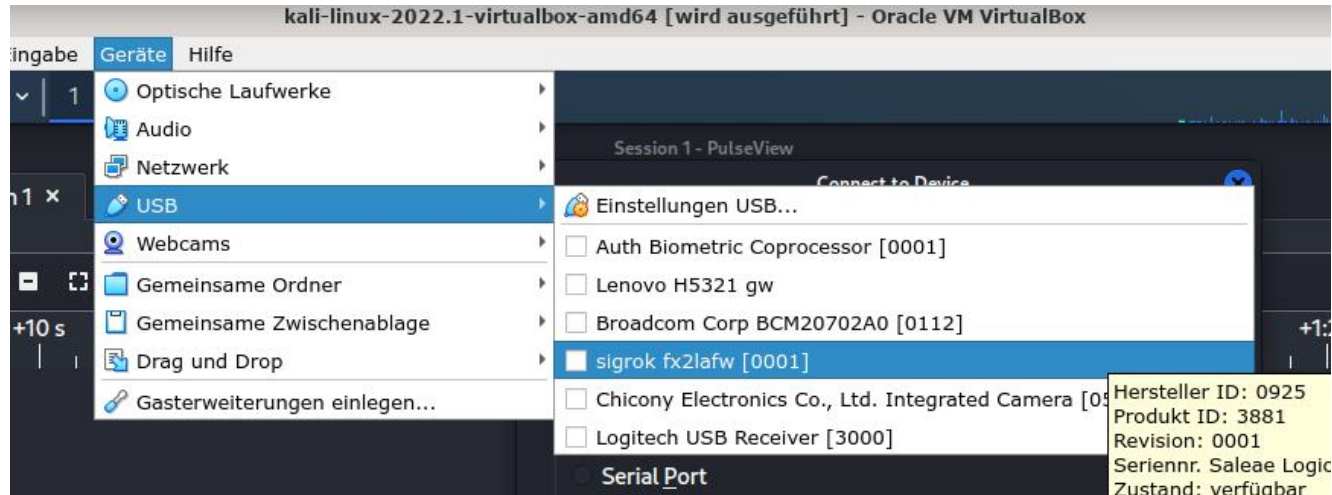 kali-linux-2022.1-virtualbox-amd64 [wird ausgeführt] - Oracle VM VirtualBox
Geräte Hilfe
1
Optische Laufwerke
Audio
Session 1 - PulseView
Netzwerk
Connect to Device
USB
Einstellungen USB...
Webcams
Auth Biometric Coprocessor [0001]
Gemeinsame Ordner
Lenovo H5321 gw
Gemeinsame Zwischenablage
Broadcom Corp BCM20702A0 [0112]
+10 s
Drag und Drop
sigrok fx2lafw [0001]
Gasterweiterungen einlegen...
Chicony Electronics Co., Ltd. Integrated Camera
Logitech USB Receiver [3000]
Hersteller ID: 0925
Produkt ID: 3881
Revision: 0001
Seriennr. Saleae Logic
Zustand: verfügbar
Serial Port